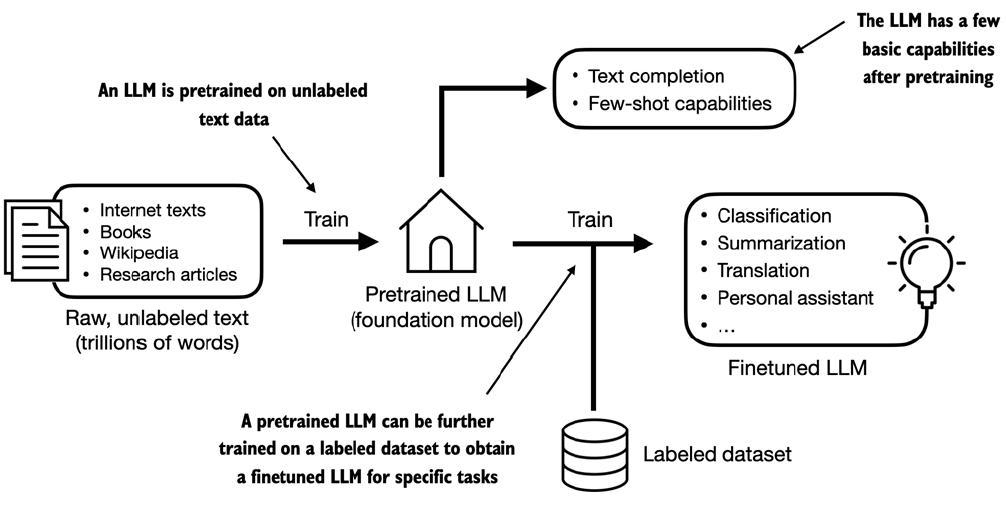 The LLM has a few
basic capabilities
after pretraining
• Text completion
• Few-shot capabilities
An LLM is pretrained on unlabeled
text data
• Internet texts
• Books
• Wikipedia
• Research articles
Raw, unlabeled text
(trillions of words)
Train
Pretrained LLM
(foundation model)
Train
• Classification
• Summarization
• Translation
• Personal assistant
• ...
Finetuned LLM
A pretrained LLM can be further
trained on a labeled dataset to obtain
a finetuned LLM for specific tasks
Labeled dataset